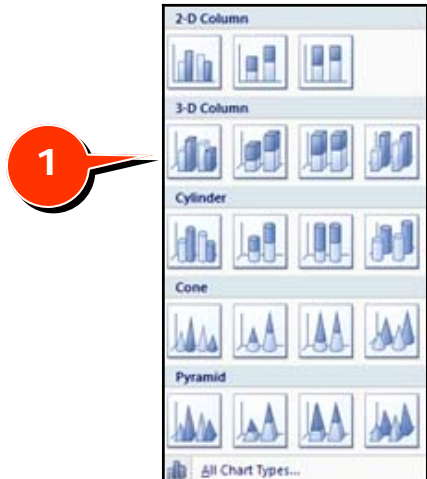 2-D Column
3-D Column
1
Cylinder
Cone
Pyramid
All Chart Types...